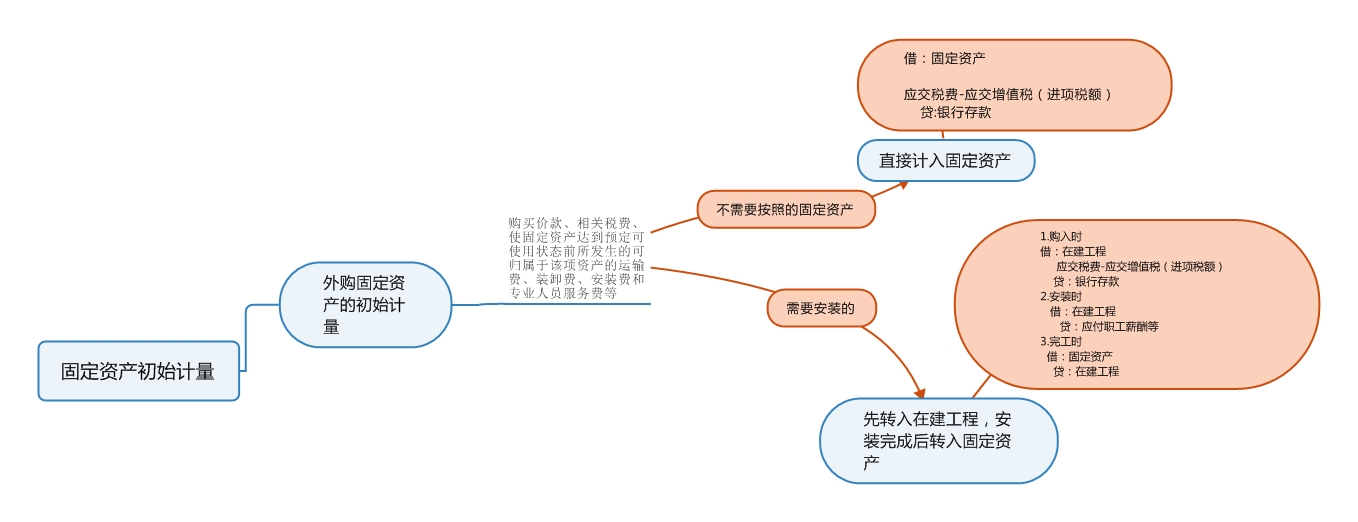 固定资产初始计量
外购固定资
产的初始计
量
购买价款、相关税费、
使固定资产达到预定可
使用状态前所发生的可
归属于该项资产的运输
费、装卸费、安装费和
专业人员服务费等
不需要按照的固定资产
直接计入固定资产
借：固定资产
应交税费-应交增值税（进项税额）
贷:银行存款
需要安装的
先转入在建工程，安
装完成后转入固定资
产
1.购入时
借：在建工程
应交税费-应交增值税（进项税额）
贷：银行存款
2.安装时
借：在建工程
贷：应付职工薪酬等
3.完工时
借：固定资产
贷：在建工程